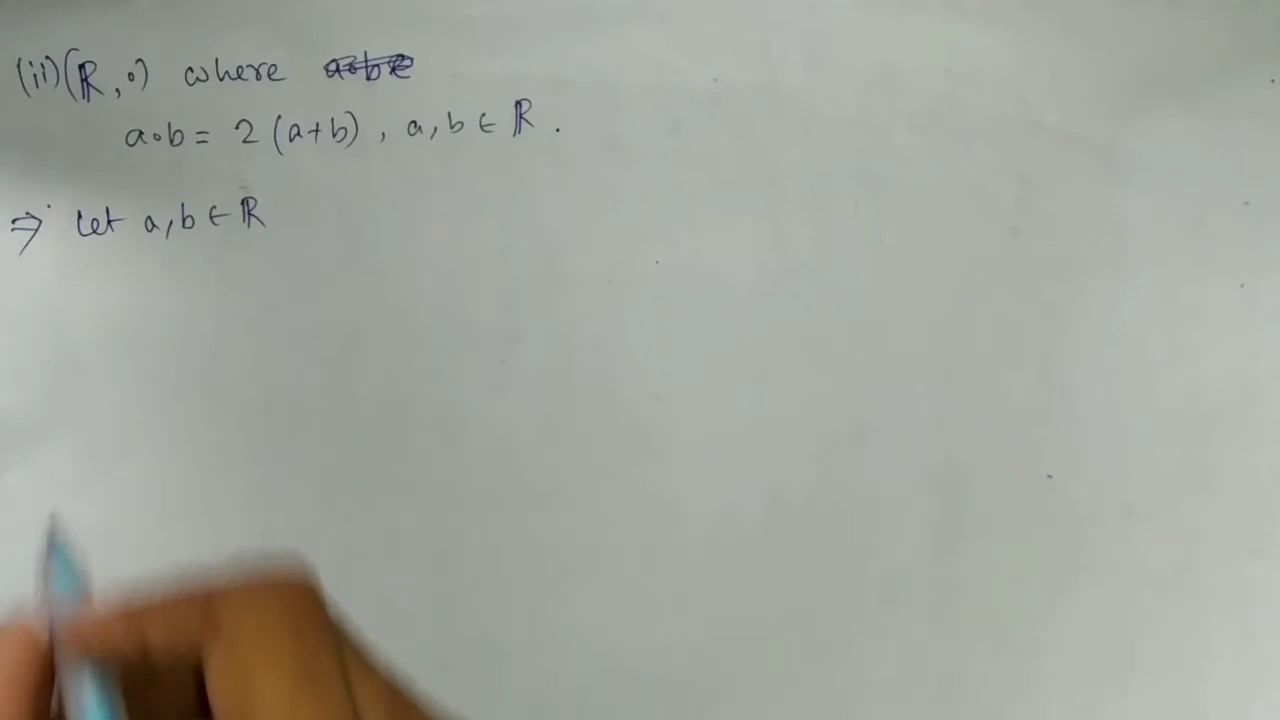 (ii) (ℝ, ∘) where
a∘b = 2(a+b), a, b ∈ ℝ.
⇒ Let a, b ∈ ℝ